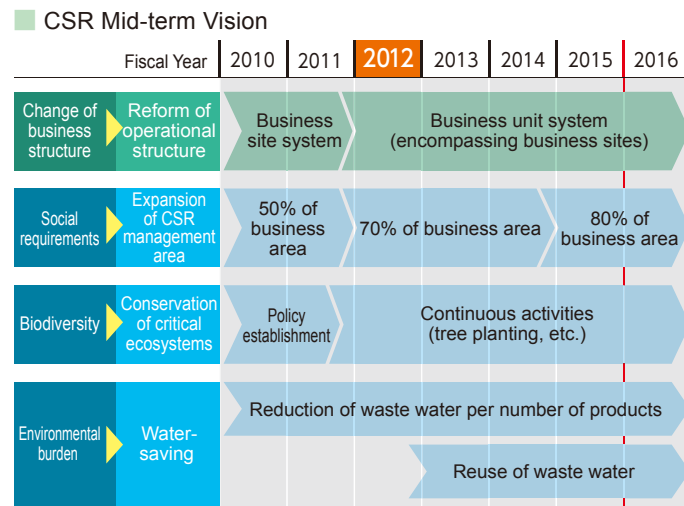 CSR Mid-term Vision
Fiscal Year 2010 2011 2012 2013 2014 2015 2016
Change of
business
structure
Reform of
operational
structure
Business
site system
Business unit system
(encompassing business sites)
Social
requirements
Expansion
of CSR
management
area
50% of
business
area
70% of business area
80% of
business area
Biodiversity
Conservation
of critical
ecosystems
Policy
establishment
Continuous activities
(tree planting, etc.)
Environmental
burden
Water-
saving
Reduction of waste water per number of products
Reuse of waste water